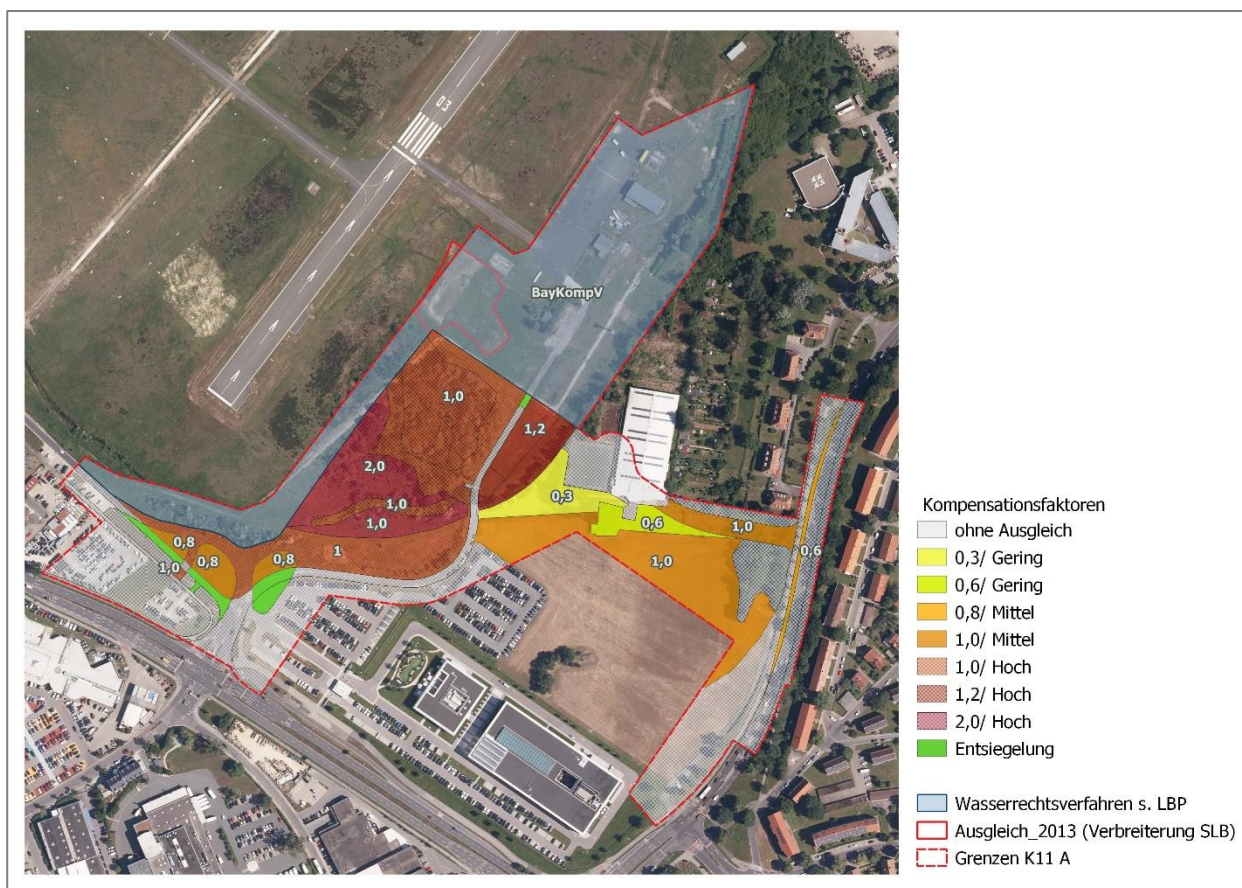 03
BayKompV
1,0
1,2
2,0
1,0
1,0
0,3
0,6
1,0
0,8
0,8
0,8
1
1,0
1,0
0,6
Kompensationsfaktoren
ohne Ausgleich
0,3/ Gering
0,6/ Gering
0,8/ Mittel
1,0/ Mittel
1,0/ Hoch
1,2/ Hoch
2,0/ Hoch
Entsiegelung
Wasserrechtsverfahren s. LBP
Ausgleich_2013 (Verbreiterung SLB)
Grenzen K11 A